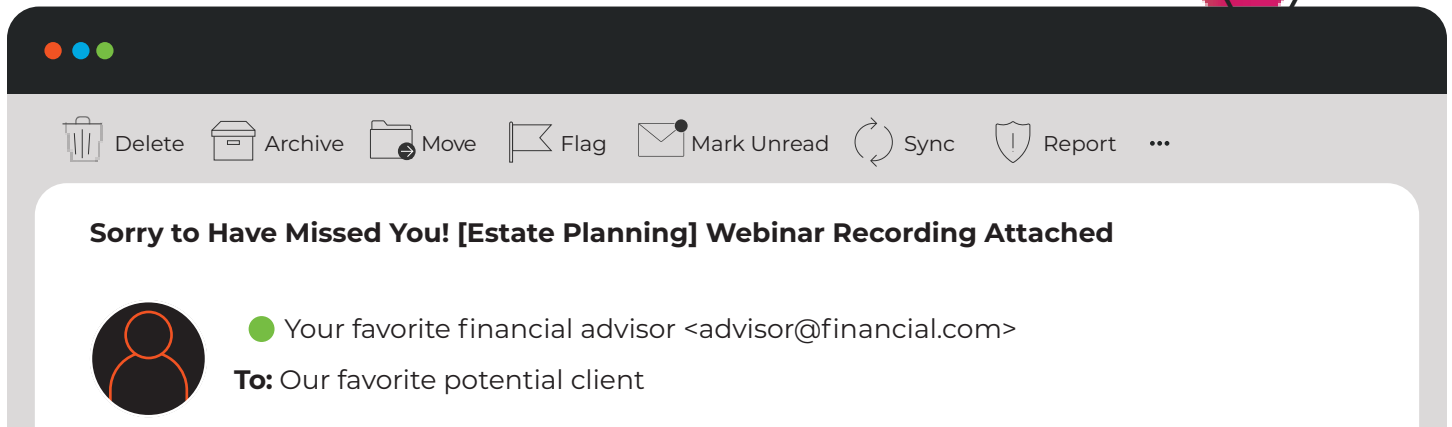 Delete Archive Move Flag Mark Unread Sync Report ...
Sorry to Have Missed You! [Estate Planning] Webinar Recording Attached
Your favorite financial advisor <advisor@financial.com>
To: Our favorite potential client